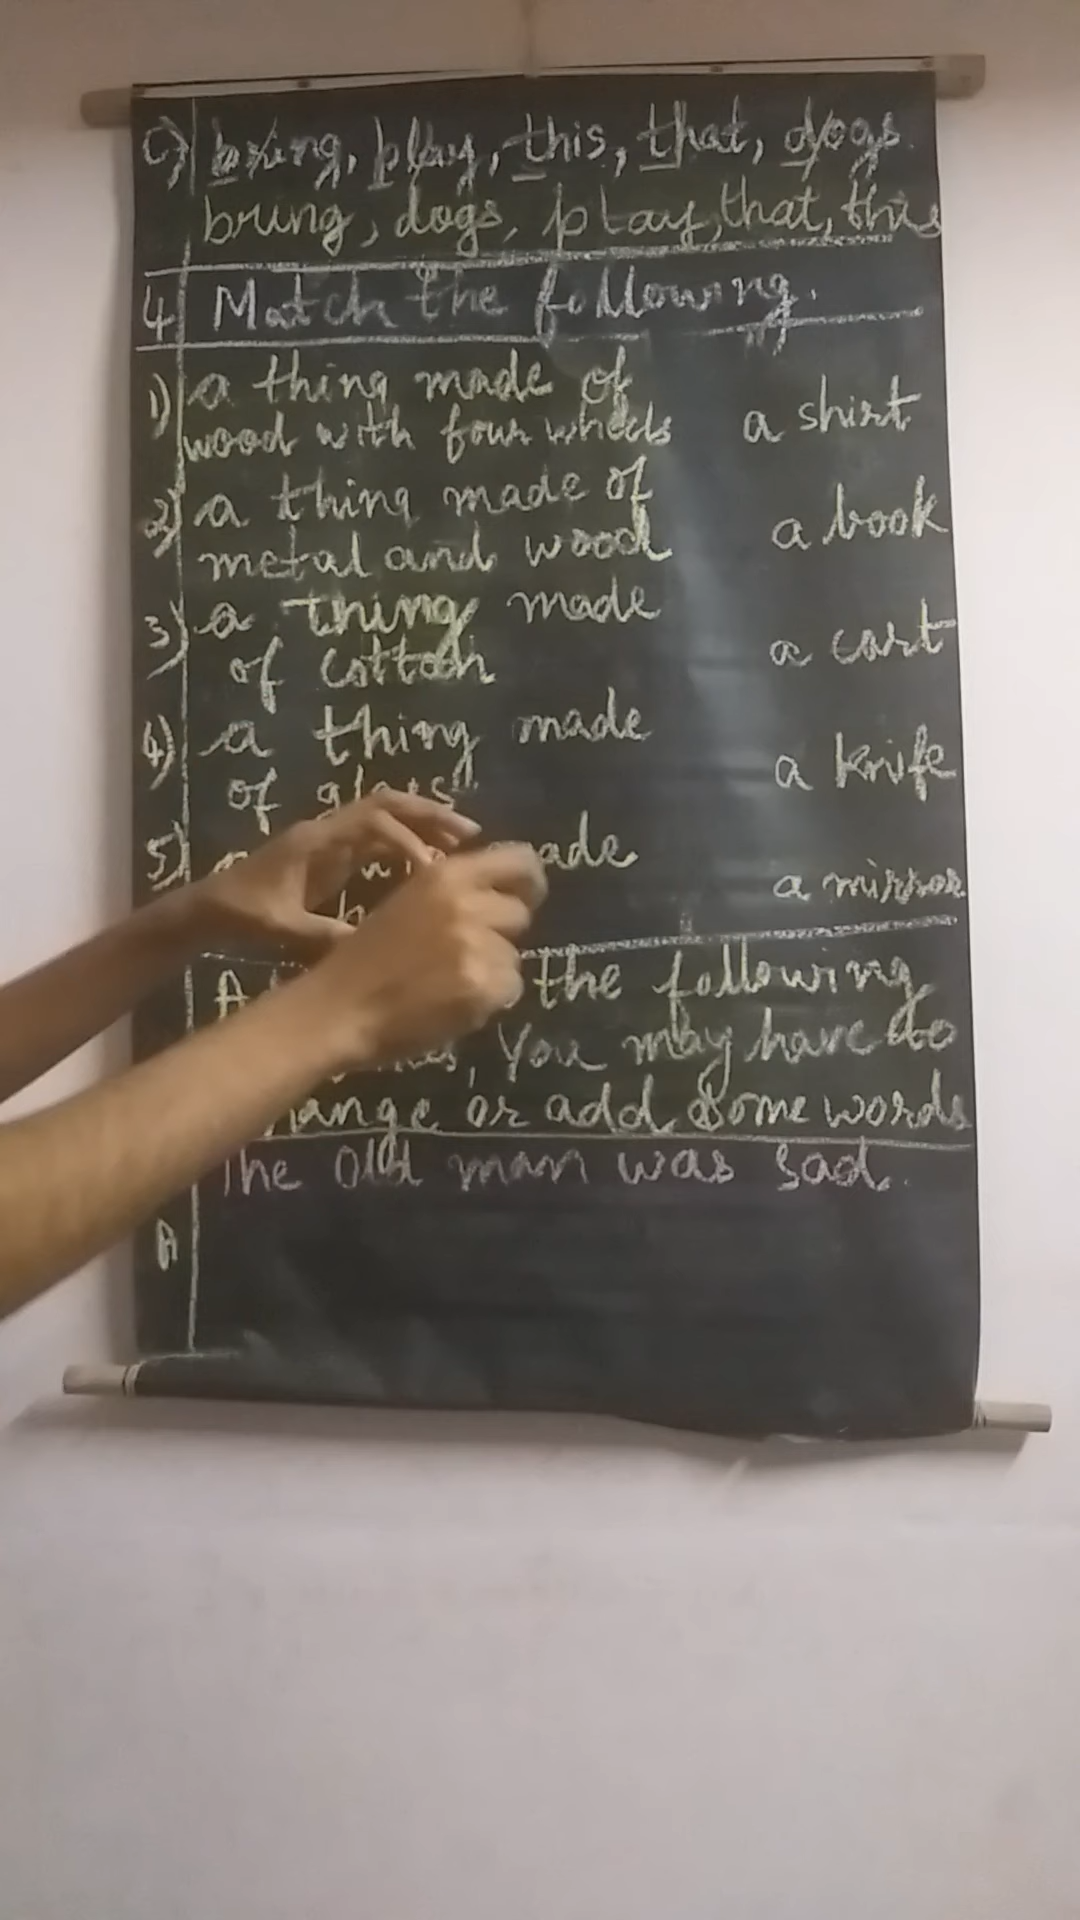 C) bring, play, this, that, dogs.
bring, dogs, play, that, this
4 Match the following.
1) a thing made of
wood with four wheels a shirt
2) a thing made of
metal and wood a book
3) a thing made
of cotton a cart
4) a thing made
of glass a knife
5) made
a mirror
the following
, You may have to
or add some words
The old man was sad.
A